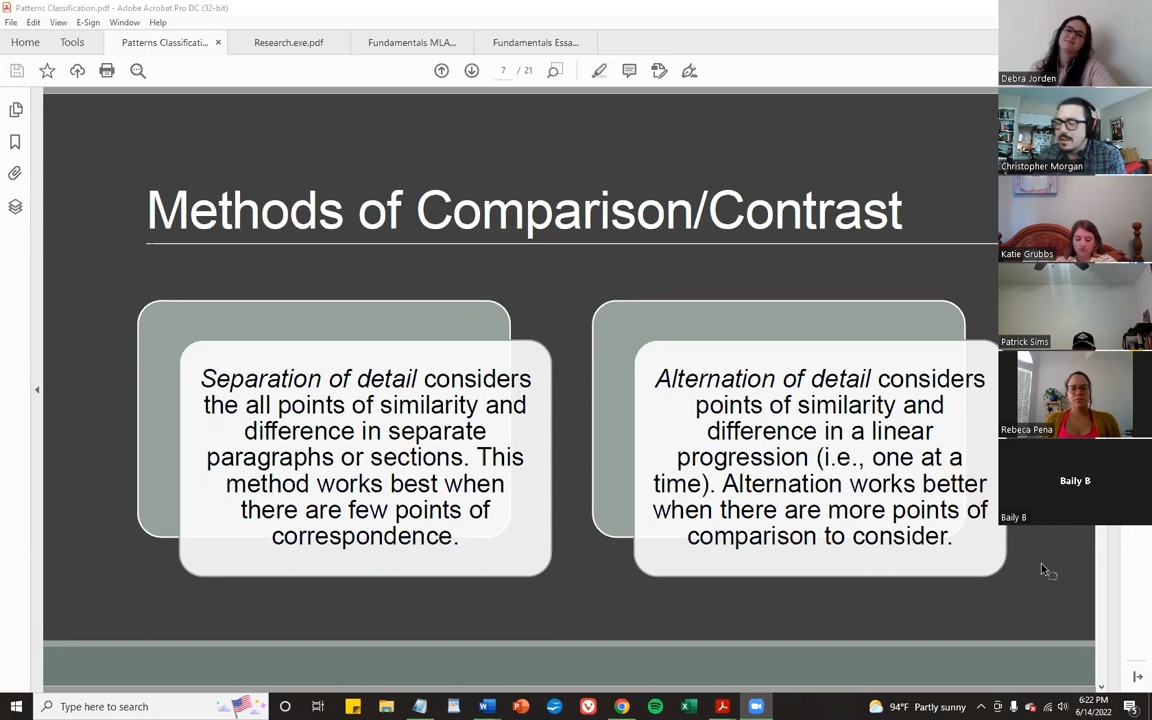 Patterns Classification.pdf - Adobe Acrobat Pro DC (32-bit)
File Edit View E-Sign Window Help
Home Tools Patterns Classificati... × Research.exe.pdf Fundamentals MLA... Fundamentals Essa...
7 / 21
Debra Jorden
Christopher Morgan
Katie Grubbs
Patrick Sims
Rebeca Pena
Baily B
Baily B
Methods of Comparison/Contrast
Separation of detail considers
the all points of similarity and
difference in separate
paragraphs or sections. This
method works best when
there are few points of
correspondence.
Alternation of detail considers
points of similarity and
difference in a linear
progression (i.e., one at a
time). Alternation works better
when there are more points of
comparison to consider.
Type here to search
94°F Partly sunny
6:22 PM
6/14/2022